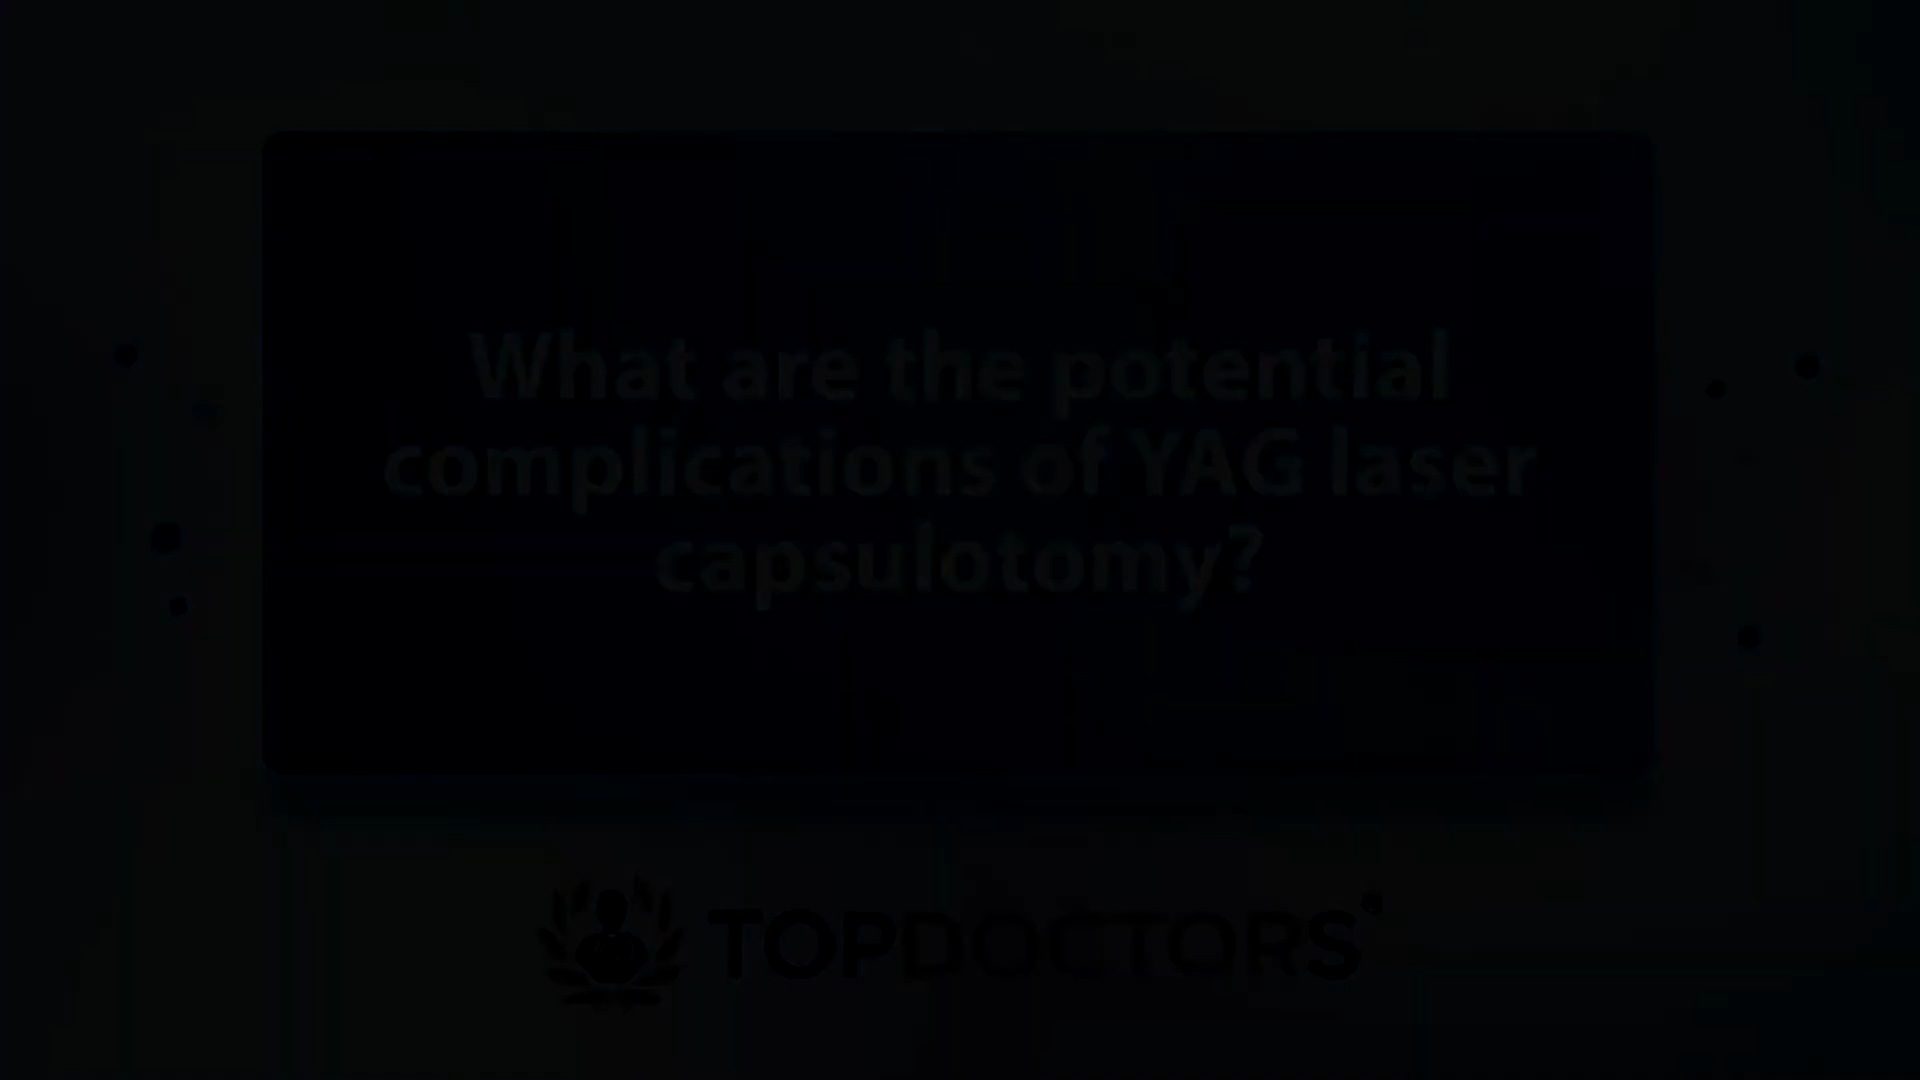 What are the potential
complications of YAG laser
capsulotomy?
TOPDOCTORS